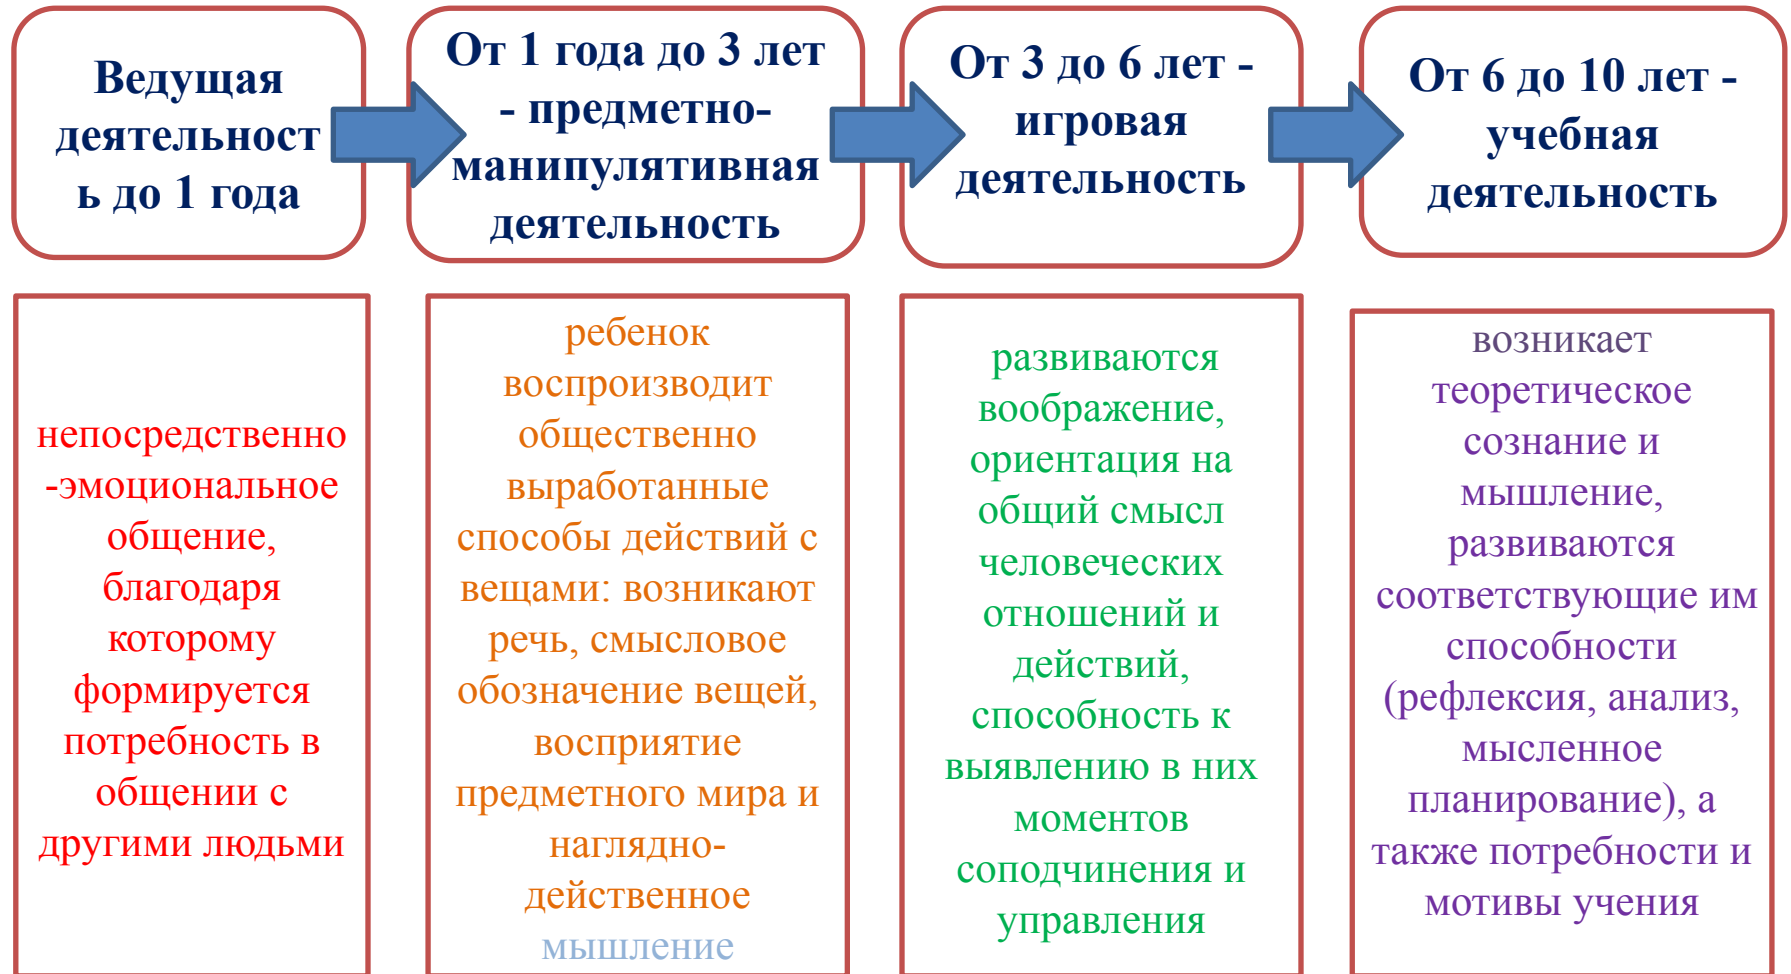 Ведущая
деятельност
ь до 1 года
От 1 года до 3 лет
- предметно-
манипулятивная
деятельность
От 3 до 6 лет -
игровая
деятельность
От 6 до 10 лет -
учебная
деятельность
непосредственно
-эмоциональное
общение,
благодаря
которому
формируется
потребность в
общении с
другими людьми
ребенок
воспроизводит
общественно
выработанные
способы действий с
вещами: возникают
речь, смысловое
обозначение вещей,
восприятие
предметного мира и
наглядно-
действенное
мышление
развиваются
воображение,
ориентация на
общий смысл
человеческих
отношений и
действий,
способность к
выявлению в них
моментов
соподчинения и
управления
возникает
теоретическое
сознание и
мышление,
развиваются
соответствующие им
способности
(рефлексия, анализ,
мысленное
планирование), а
также потребности и
мотивы учения